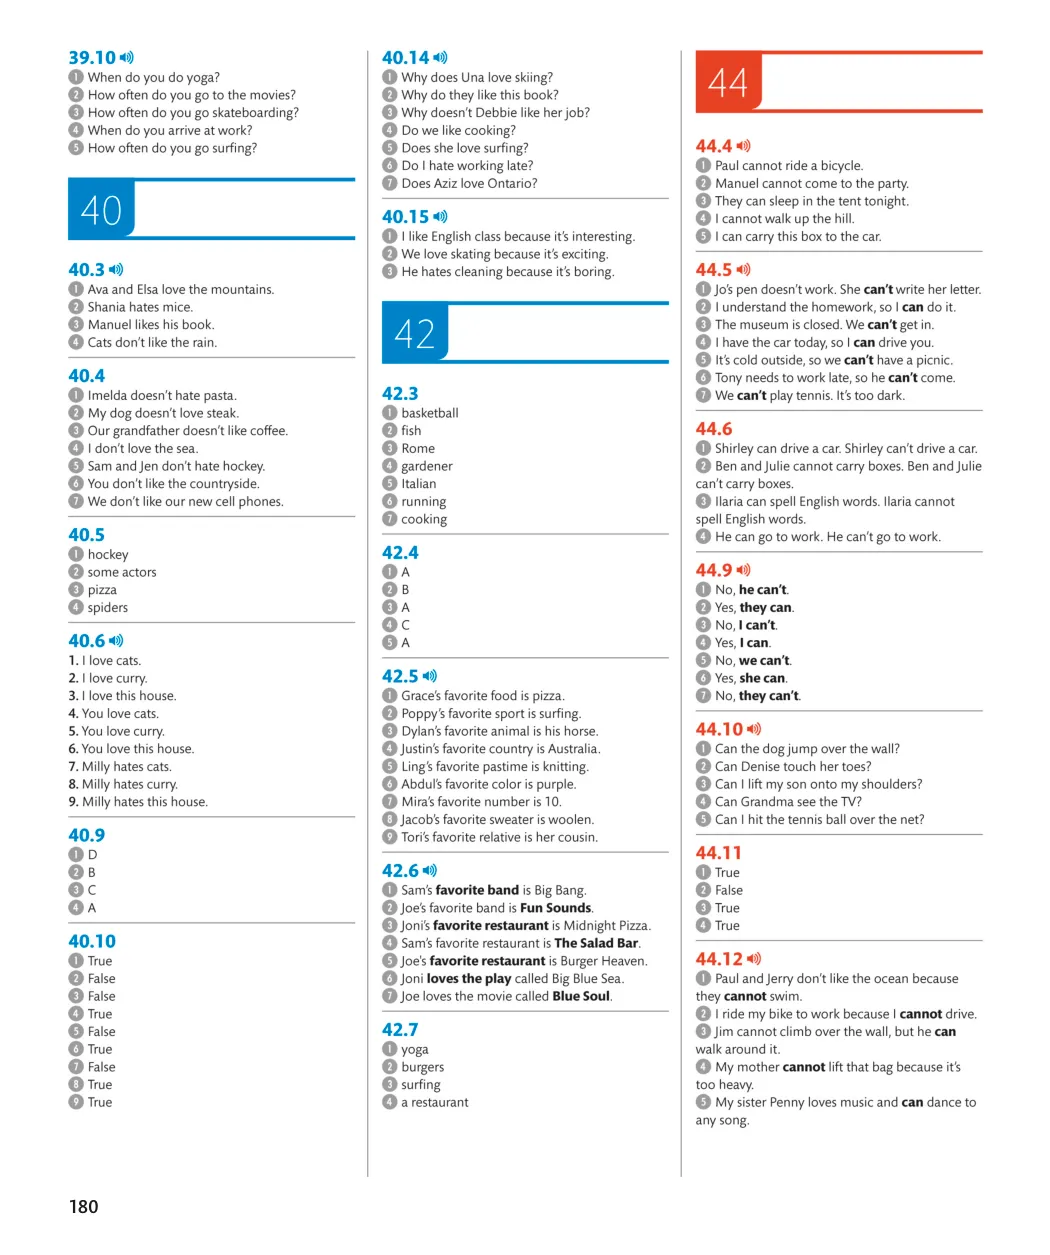 39.10
1 When do you do yoga?
2 How often do you go to the movies?
3 How often do you go skateboarding?
4 When do you arrive at work?
5 How often do you go surfing?
40
40.3
1 Ava and Elsa love the mountains.
2 Shania hates mice.
3 Manuel likes his book.
4 Cats don't like the rain.
40.4
1 Imelda doesn't hate pasta.
2 My dog doesn't love steak.
3 Our grandfather doesn't like coffee.
4 I don't love the sea.
5 Sam and Jen don't hate hockey.
6 You don't like the countryside.
7 We don't like our new cell phones.
40.5
1 hockey
2 some actors
3 pizza
4 spiders
40.6
1. I love cats.
2. I love curry.
3. I love this house.
4. You love cats.
5. You love curry.
6. You love this house.
7. Milly hates cats.
8. Milly hates curry.
9. Milly hates this house.
40.9
1 D
2 B
3 C
4 A
40.10
1 True
2 False
3 False
4 True
5 False
6 True
7 False
8 True
9 True
40.14
1 Why does Una love skiing?
2 Why do they like this book?
3 Why doesn't Debbie like her job?
4 Do we like cooking?
5 Does she love surfing?
6 Do I hate working late?
7 Does Aziz love Ontario?
40.15
1 I like English class because it's interesting.
2 We love skating because it's exciting.
3 He hates cleaning because it's boring.
42
42.3
1 basketball
2 fish
3 Rome
4 gardener
5 Italian
6 running
7 cooking
42.4
1 A
2 B
3 A
4 C
5 A
42.5
1 Grace's favorite food is pizza.
2 Poppy's favorite sport is surfing.
3 Dylan's favorite animal is his horse.
4 Justin's favorite country is Australia.
5 Ling's favorite pastime is knitting.
6 Abdul's favorite color is purple.
7 Mira's favorite number is 10.
8 Jacob's favorite sweater is woolen.
9 Tori's favorite relative is her cousin.
42.6
1 Sam's favorite band is Big Bang.
2 Joe's favorite band is Fun Sounds.
3 Joni's favorite restaurant is Midnight Pizza.
4 Sam's favorite restaurant is The Salad Bar.
5 Joe's favorite restaurant is Burger Heaven.
6 Joni loves the play called Big Blue Sea.
7 Joe loves the movie called Blue Soul.
42.7
1 yoga
2 burgers
3 surfing
4 a restaurant
44
44.4
1 Paul cannot ride a bicycle.
2 Manuel cannot come to the party.
3 They can sleep in the tent tonight.
4 I cannot walk up the hill.
5 I can carry this box to the car.
44.5
1 Jo's pen doesn't work. She can't write her letter.
2 I understand the homework, so I can do it.
3 The museum is closed. We can't get in.
4 I have the car today, so I can drive you.
5 It's cold outside, so we can't have a picnic.
6 Tony needs to work late, so he can't come.
7 We can't play tennis. It's too dark.
44.6
1 Shirley can drive a car. Shirley can't drive a car.
2 Ben and Julie cannot carry boxes. Ben and Julie
can't carry boxes.
3 Ilaria can spell English words. Ilaria cannot
spell English words.
4 He can go to work. He can't go to work.
44.9
1 No, he can't.
2 Yes, they can.
3 No, I can't.
4 Yes, I can.
5 No, we can't.
6 Yes, she can.
7 No, they can't.
44.10
1 Can the dog jump over the wall?
2 Can Denise touch her toes?
3 Can I lift my son onto my shoulders?
4 Can Grandma see the TV?
5 Can I hit the tennis ball over the net?
44.11
1 True
2 False
3 True
4 True
44.12
1 Paul and Jerry don't like the ocean because
they cannot swim.
2 I ride my bike to work because I cannot drive.
3 Jim cannot climb over the wall, but he can
walk around it.
4 My mother cannot lift that bag because it's
too heavy.
5 My sister Penny loves music and can dance to
any song.
180